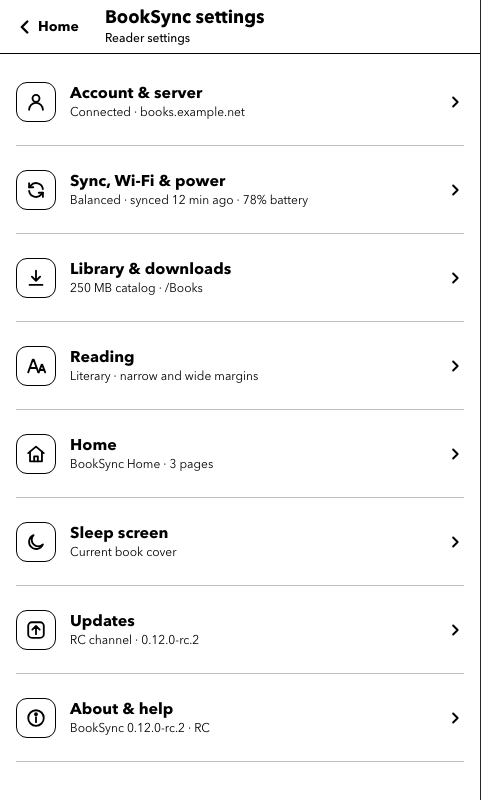 Home
BookSync settings
Reader settings
Account & server
Connected · books.example.net
Sync, Wi-Fi & power
Balanced · synced 12 min ago · 78% battery
Library & downloads
250 MB catalog · /Books
AA
Reading
Literary · narrow and wide margins
Home
BookSync Home · 3 pages
Sleep screen
Current book cover
Updates
RC channel · 0.12.0-rc.2
About & help
BookSync 0.12.0-rc.2 · RC